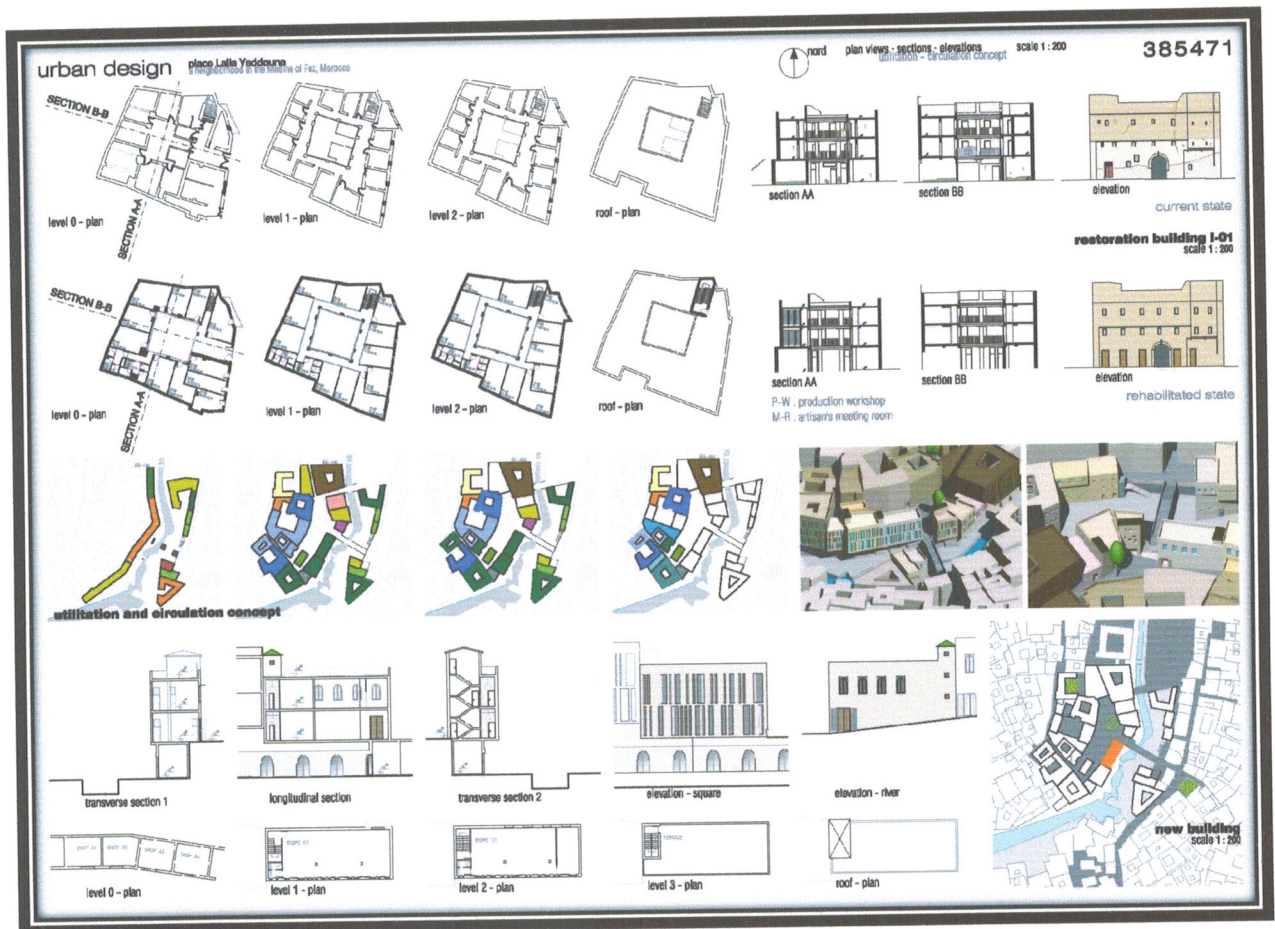 urban design
place Lalla Yeddouna
a neighborhood in the Medina of Fez, Morocco
nord
plan views - sections - elevations
scale 1 : 200
utilitation - circulation concept
385471
SECTION B-B
SECTION A-A
level 0 - plan
level 1 - plan
level 2 - plan
roof - plan
section AA
section BB
elevation
current state
restoration building I-01
scale 1 : 200
SECTION B-B
SECTION A-A
level 0 - plan
level 1 - plan
level 2 - plan
roof - plan
section AA
section BB
elevation
P-W . production workshop
M-R . artisan's meeting room
rehabilitated state
utilitation and circulation concept
transverse section 1
longitudinal section
transverse section 2
elevation - square
elevation - river
new building
scale 1 : 200
SHOP A2
SHOP A3
level 0 - plan
level 1 - plan
level 2 - plan
TERRACE
level 3 - plan
roof - plan